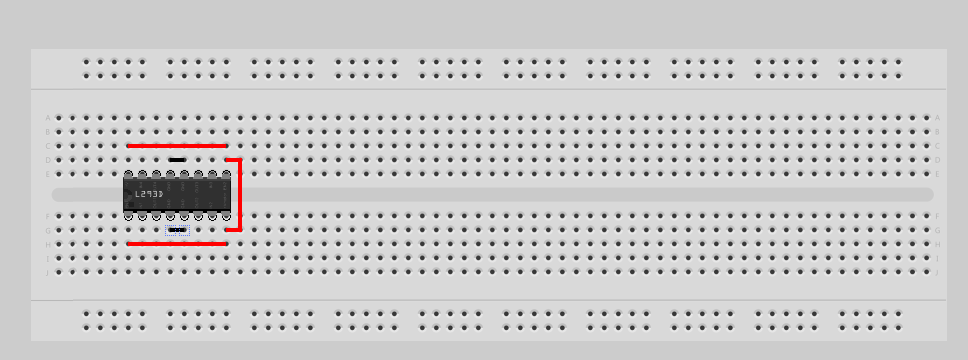 A A
B B
C C
D D
E E
L293D
F F
G G
H H
I I
J J